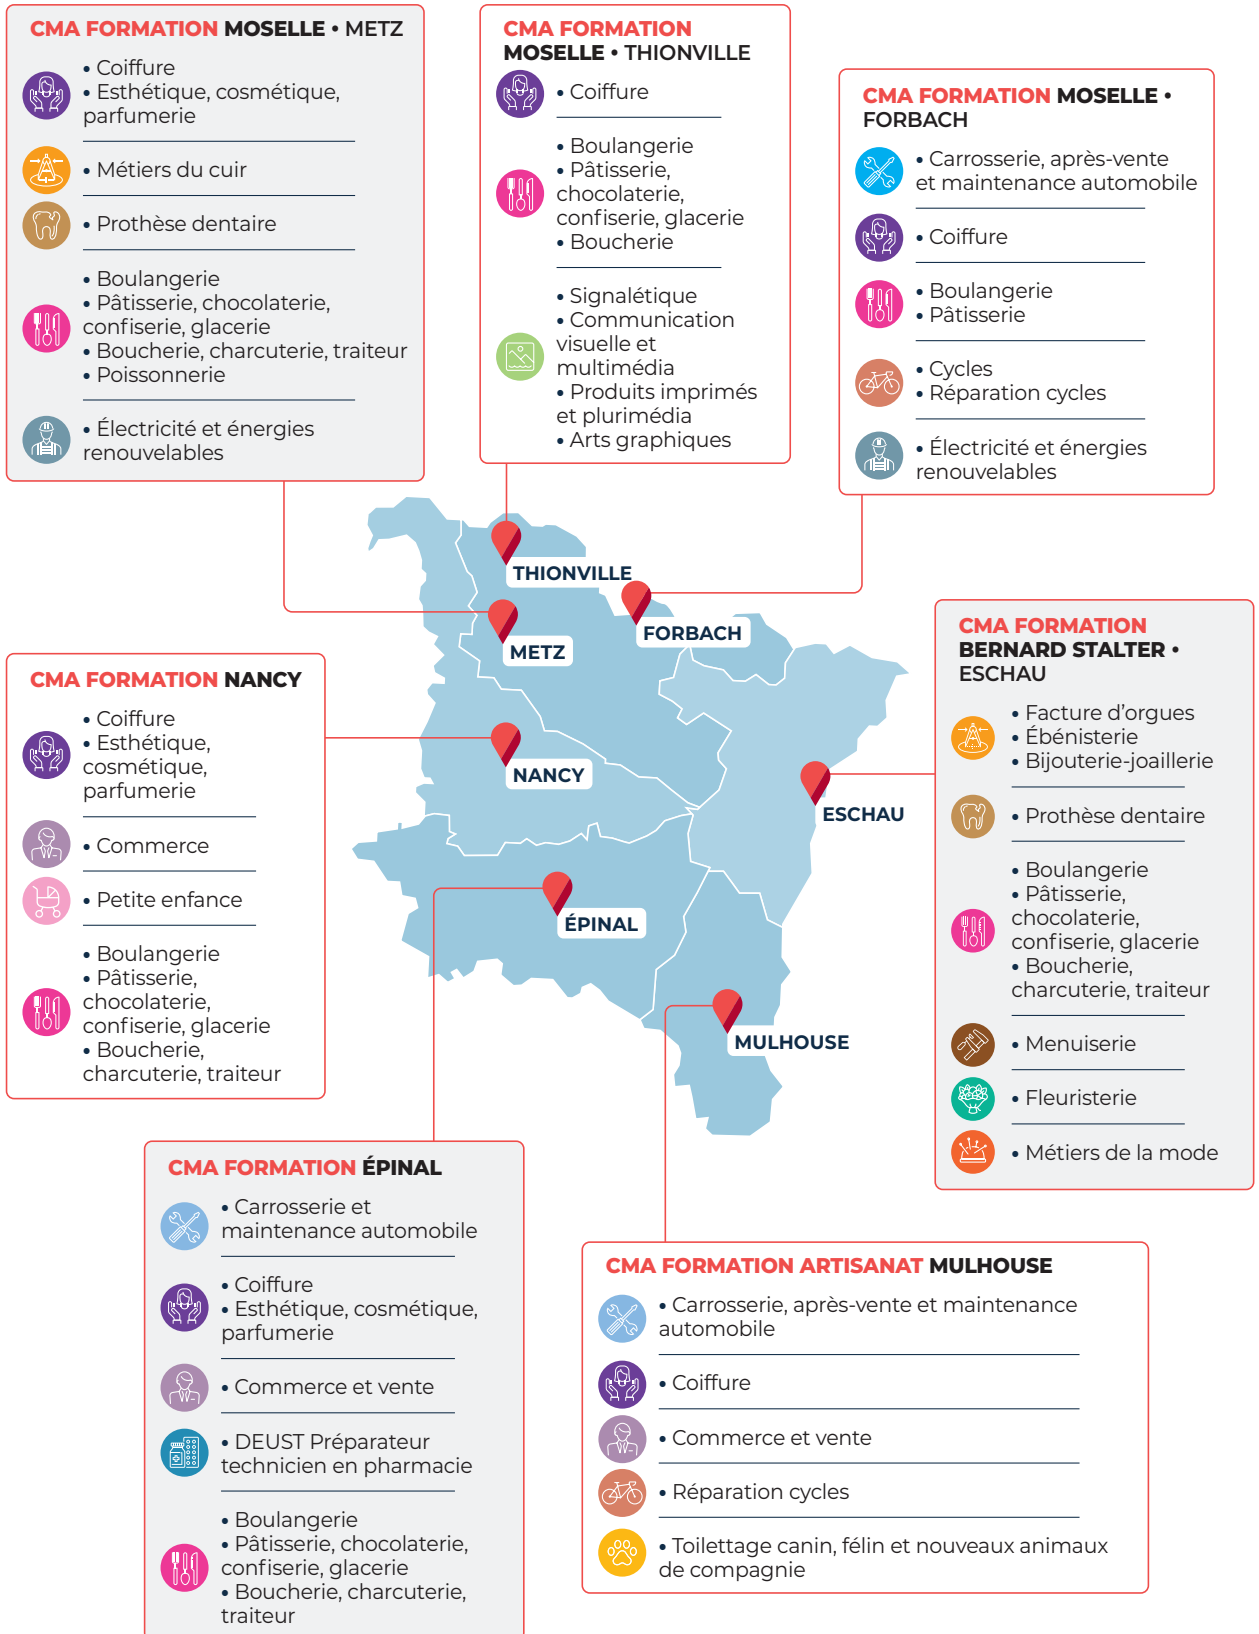 CMA FORMATION MOSELLE • METZ
• Coiffure
• Esthétique, cosmétique,
parfumerie
• Métiers du cuir
• Prothèse dentaire
• Boulangerie
• Pâtisserie, chocolaterie,
confiserie, glacerie
• Boucherie, charcuterie, traiteur
• Poissonnerie
• Électricité et énergies
renouvelables
CMA FORMATION
MOSELLE • THIONVILLE
• Coiffure
• Boulangerie
• Pâtisserie,
chocolaterie,
confiserie, glacerie
• Boucherie
• Signalétique
• Communication
visuelle et
multimédia
• Produits imprimés
et plurimédia
• Arts graphiques
CMA FORMATION MOSELLE •
FORBACH
• Carrosserie, après-vente
et maintenance automobile
• Coiffure
• Boulangerie
• Pâtisserie
• Cycles
• Réparation cycles
• Électricité et énergies
renouvelables
THIONVILLE
FORBACH
METZ
NANCY
ESCHAU
ÉPINAL
MULHOUSE
CMA FORMATION NANCY
• Coiffure
• Esthétique,
cosmétique,
parfumerie
• Commerce
• Petite enfance
• Boulangerie
• Pâtisserie,
chocolaterie,
confiserie, glacerie
• Boucherie,
charcuterie, traiteur
CMA FORMATION
BERNARD STALTER •
ESCHAU
• Facture d'orgues
• Ébénisterie
• Bijouterie-joaillerie
• Prothèse dentaire
• Boulangerie
• Pâtisserie,
chocolaterie,
confiserie, glacerie
• Boucherie,
charcuterie, traiteur
• Menuiserie
• Fleuristerie
• Métiers de la mode
CMA FORMATION ÉPINAL
• Carrosserie et
maintenance automobile
• Coiffure
• Esthétique, cosmétique,
parfumerie
• Commerce et vente
• DEUST Préparateur
technicien en pharmacie
• Boulangerie
• Pâtisserie, chocolaterie,
confiserie, glacerie
• Boucherie, charcuterie,
traiteur
CMA FORMATION ARTISANAT MULHOUSE
• Carrosserie, après-vente et maintenance
automobile
• Coiffure
• Commerce et vente
• Réparation cycles
• Toilettage canin, félin et nouveaux animaux
de compagnie